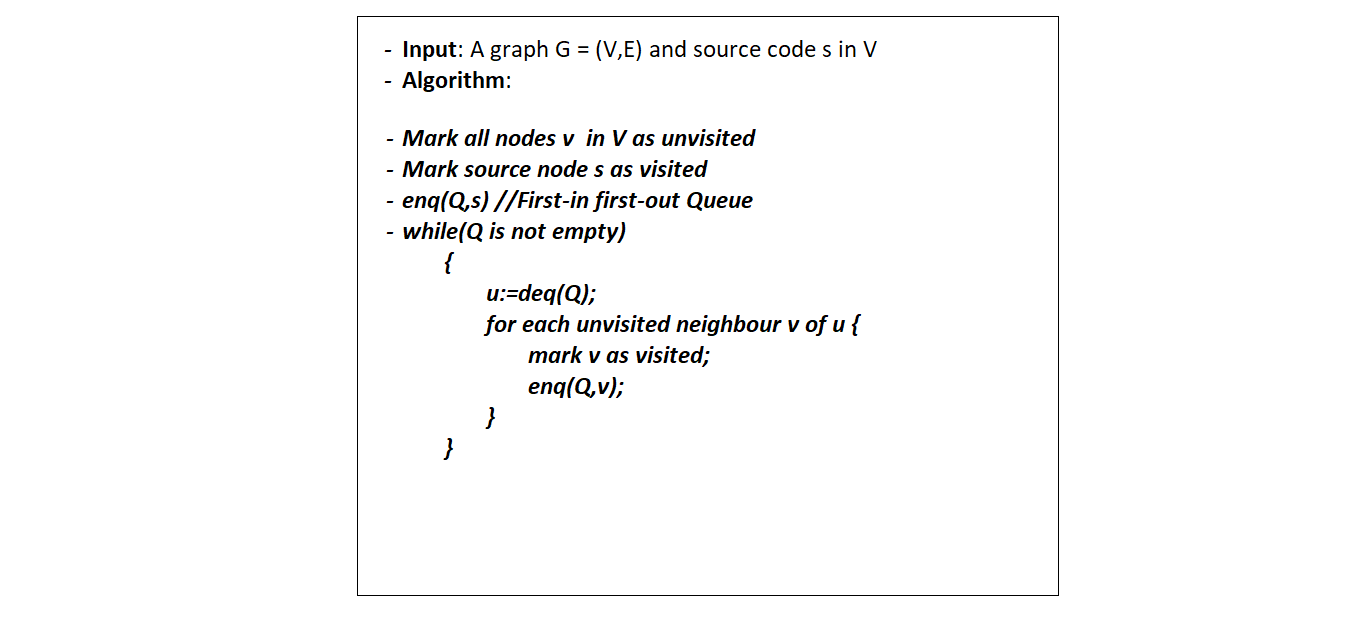 - Input: A graph G = (V,E) and source code s in V
- Algorithm:
- Mark all nodes v  in V as unvisited
- Mark source node s as visited
- enq(Q,s) //First-in first-out Queue
- while(Q is not empty)
{
u:=deq(Q);
for each unvisited neighbour v of u {
mark v as visited;
enq(Q,v);
}
}